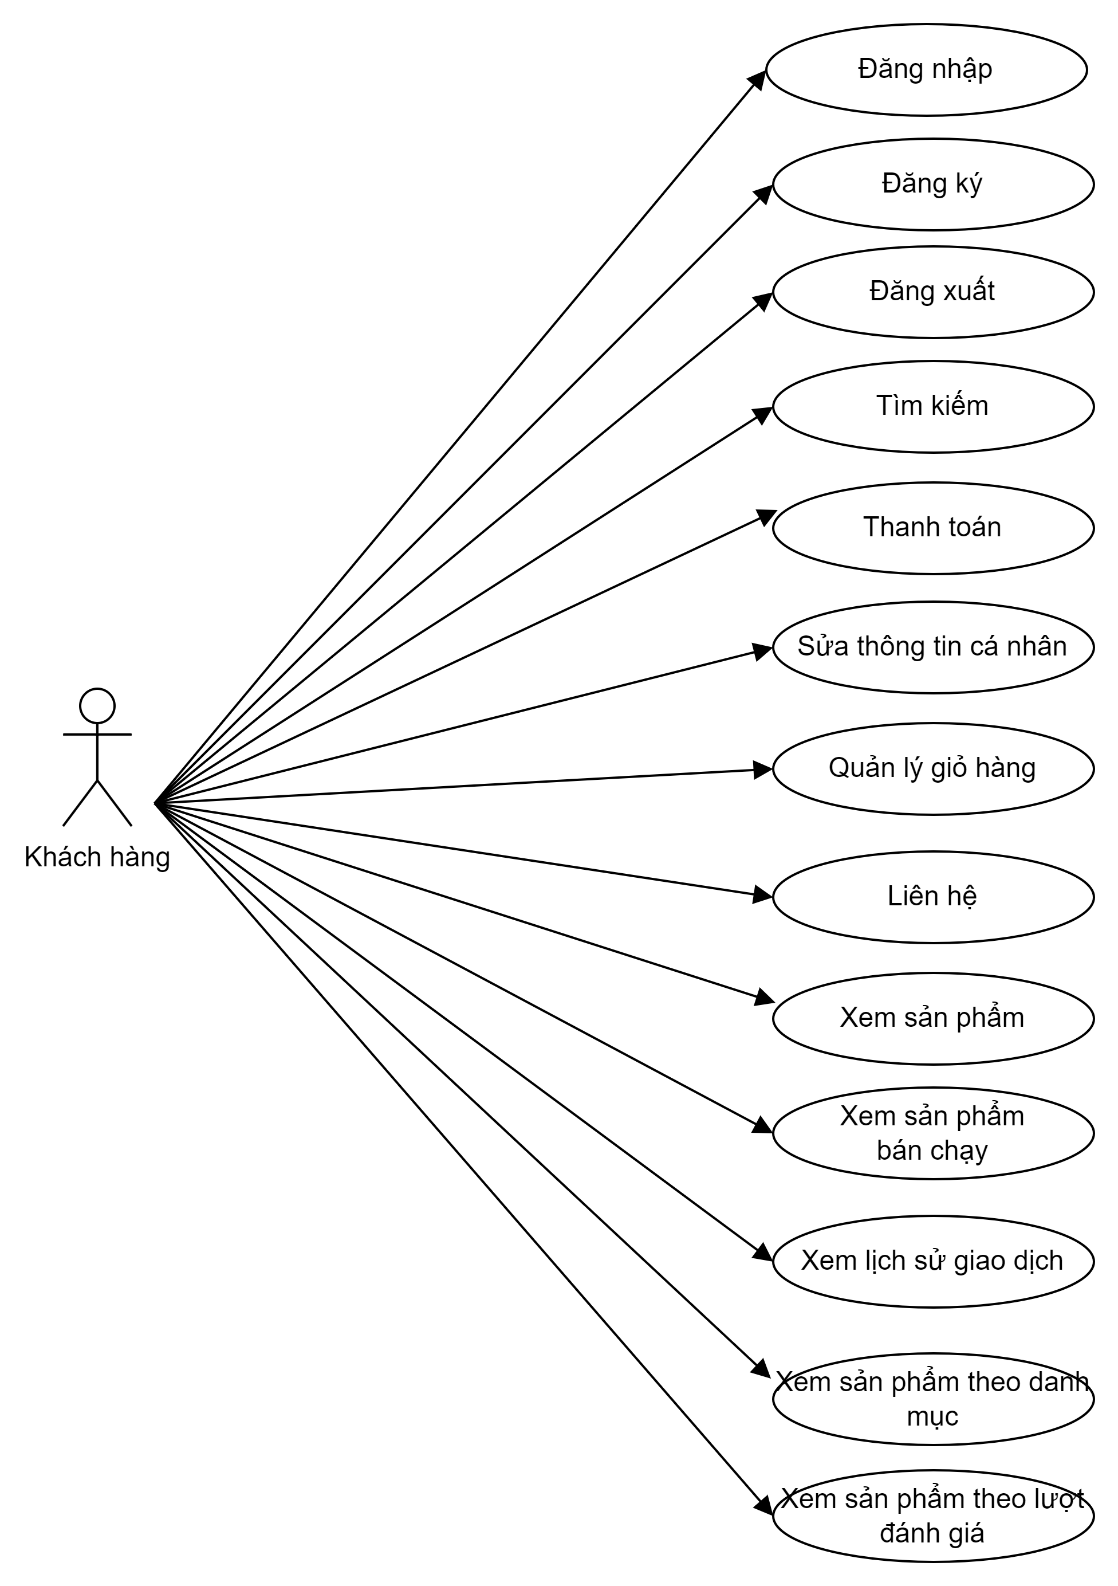 Đăng nhập
Đăng ký
Đăng xuất
Tìm kiếm
Thanh toán
Sửa thông tin cá nhân
Quản lý giỏ hàng
Khách hàng
Liên hệ
Xem sản phẩm
Xem sản phẩm
bán chạy
Xem lịch sử giao dịch
Xem sản phẩm theo danh
mục
Xem sản phẩm theo lượt
đánh giá